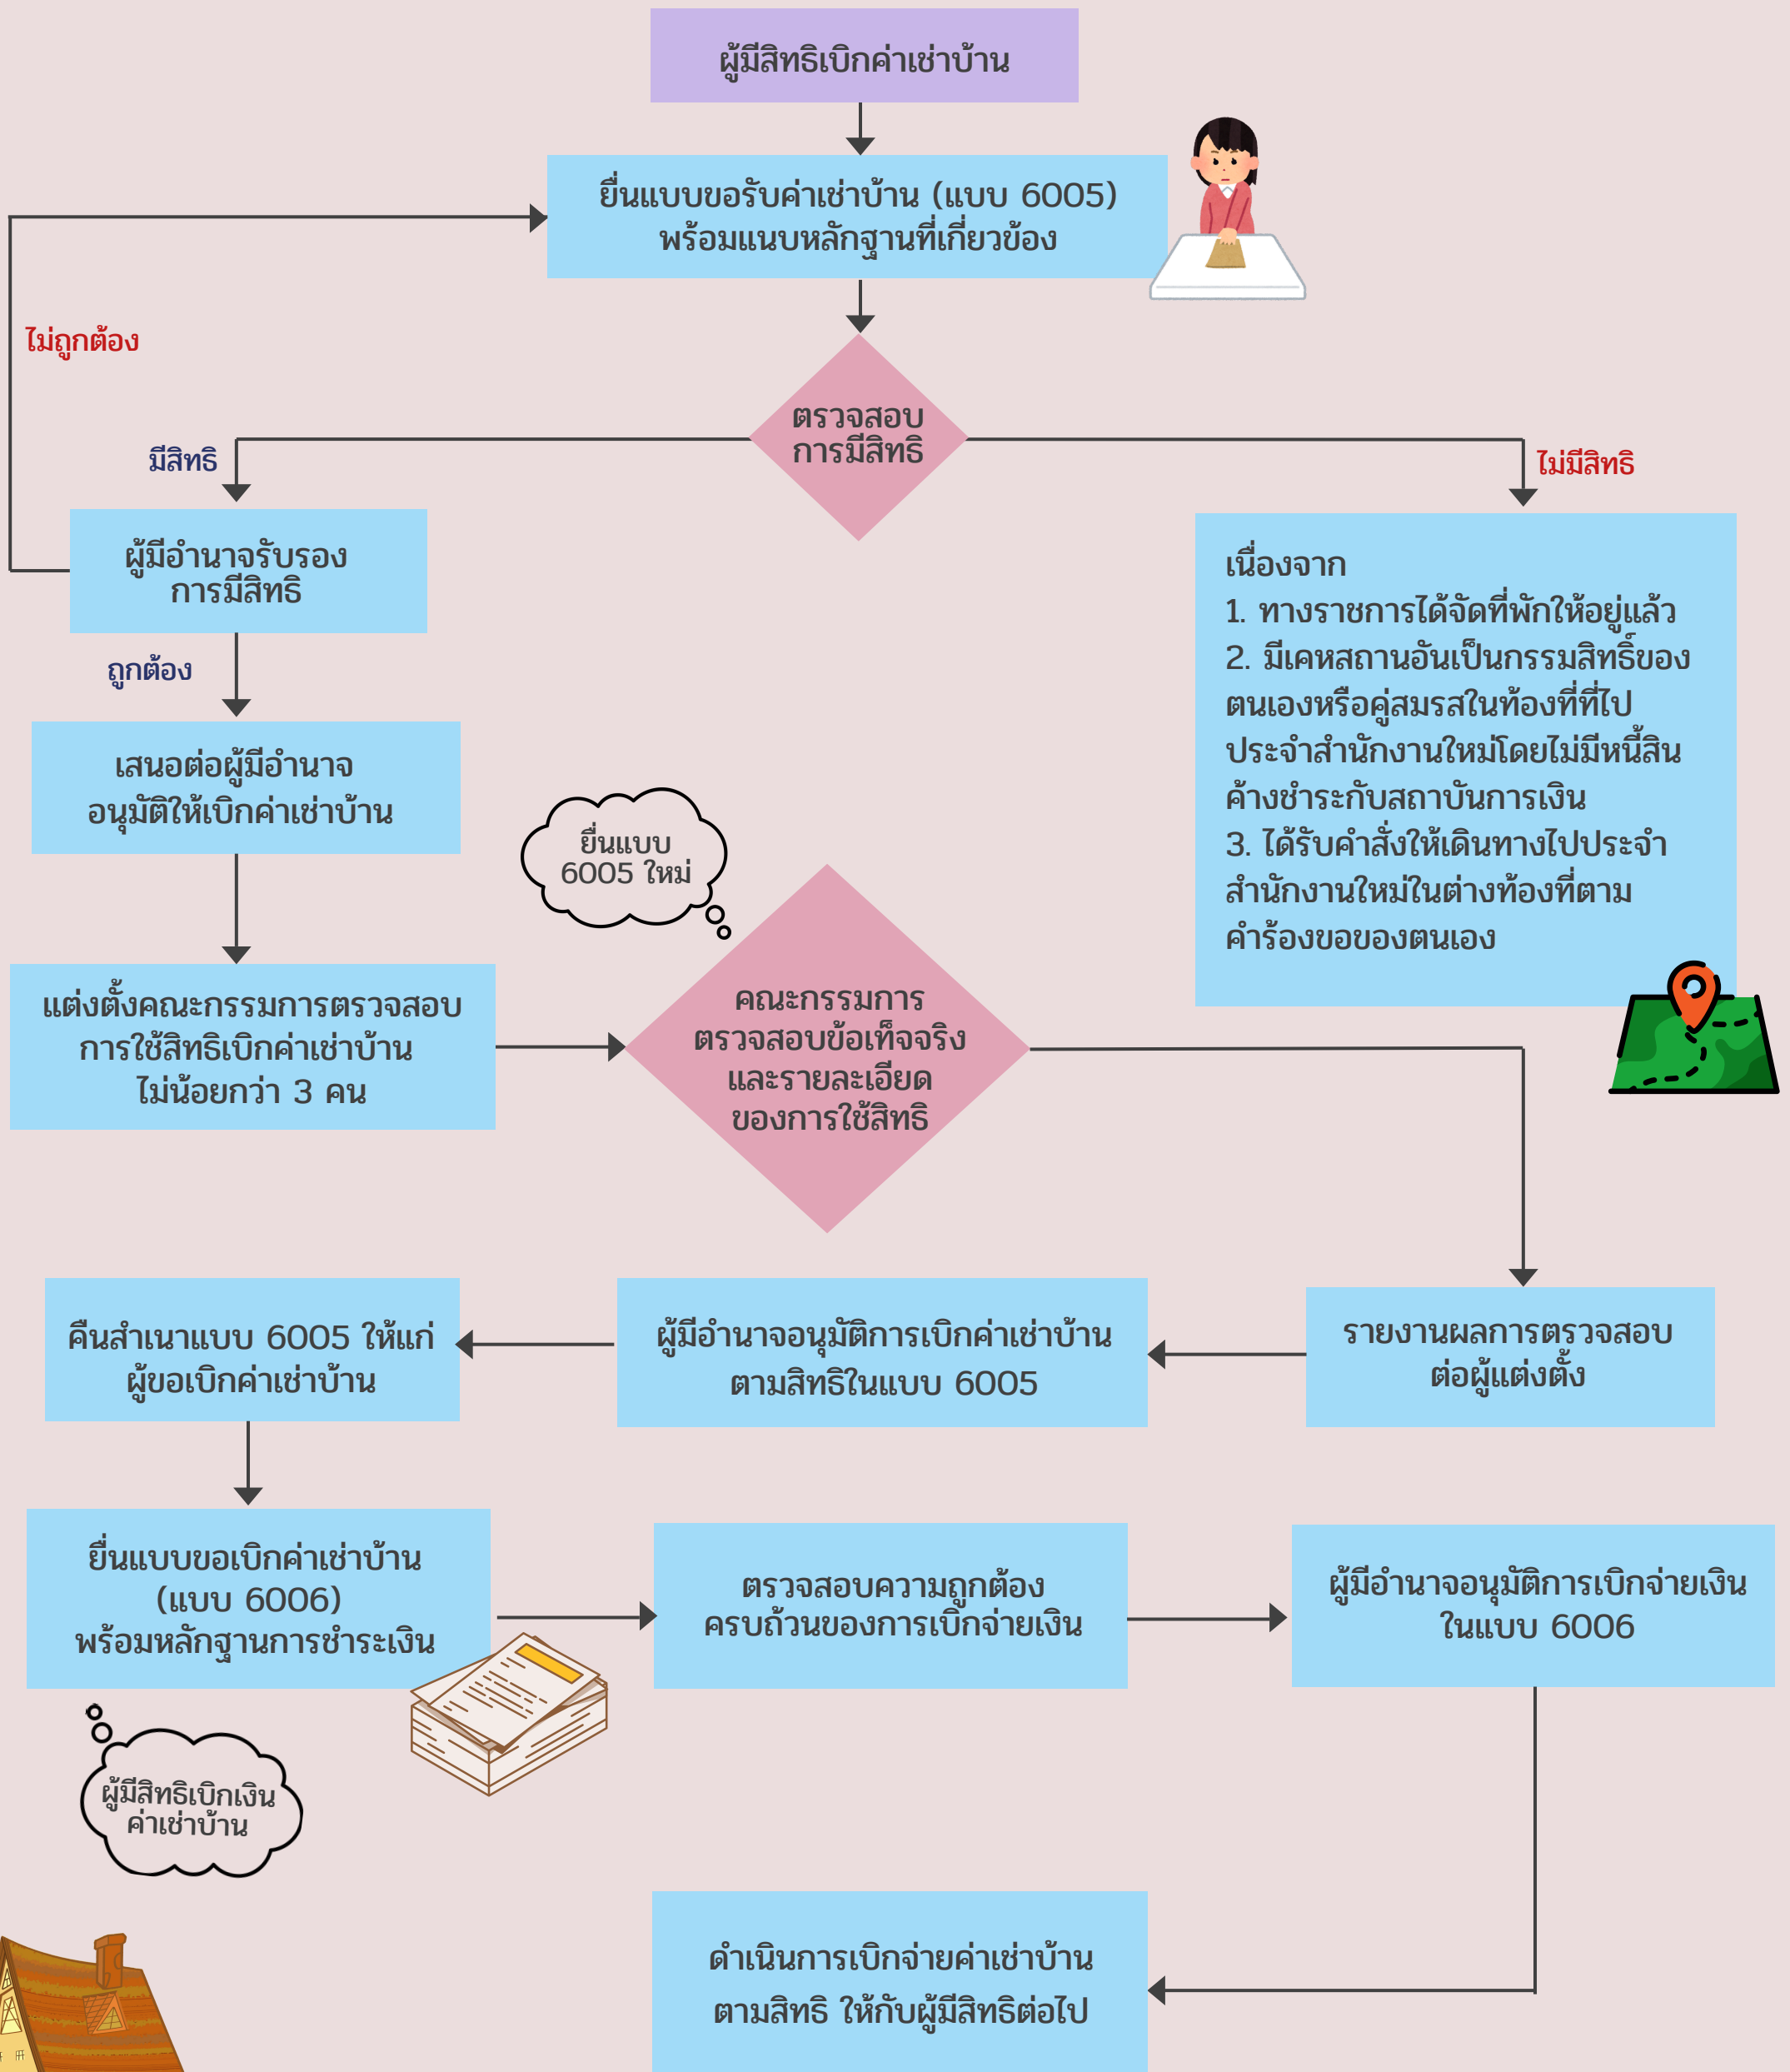 ผู้มีสิทธิเบิกค่าเช่าบ้าน
ยื่นแบบขอรับค่าเช่าบ้าน (แบบ 6005)
พร้อมแนบหลักฐานที่เกี่ยวข้อง
ไม่ถูกต้อง
ตรวจสอบ
การมีสิทธิ
มีสิทธิ
ไม่มีสิทธิ
ผู้มีอำนาจรับรอง
การมีสิทธิ
เนื่องจาก
1. ทางราชการได้จัดที่พักให้อยู่แล้ว
2. มีเคหสถานอันเป็นกรรมสิทธิ์ของ
ตนเองหรือคู่สมรสในท้องที่ที่ไป
ประจำสำนักงานใหม่โดยไม่มีหนี้สิน
ค้างชำระกับสถาบันการเงิน
3. ได้รับคำสั่งให้เดินทางไปประจำ
สำนักงานใหม่ในต่างท้องที่ตาม
คำร้องขอของตนเอง
ถูกต้อง
เสนอต่อผู้มีอำนาจ
อนุมัติให้เบิกค่าเช่าบ้าน
ยื่นแบบ
6005 ใหม่
แต่งตั้งคณะกรรมการตรวจสอบ
การใช้สิทธิเบิกค่าเช่าบ้าน
ไม่น้อยกว่า 3 คน
คณะกรรมการ
ตรวจสอบข้อเท็จจริง
และรายละเอียด
ของการใช้สิทธิ
รายงานผลการตรวจสอบ
ต่อผู้แต่งตั้ง
ผู้มีอำนาจอนุมัติการเบิกค่าเช่าบ้าน
ตามสิทธิในแบบ 6005
คืนสำเนาแบบ 6005 ให้แก่
ผู้ขอเบิกค่าเช่าบ้าน
ยื่นแบบขอเบิกค่าเช่าบ้าน
(แบบ 6006)
พร้อมหลักฐานการชำระเงิน
ตรวจสอบความถูกต้อง
ครบถ้วนของการเบิกจ่ายเงิน
ผู้มีอำนาจอนุมัติการเบิกจ่ายเงิน
ในแบบ 6006
ผู้มีสิทธิเบิกเงิน
ค่าเช่าบ้าน
ดำเนินการเบิกจ่ายค่าเช่าบ้าน
ตามสิทธิ ให้กับผู้มีสิทธิต่อไป